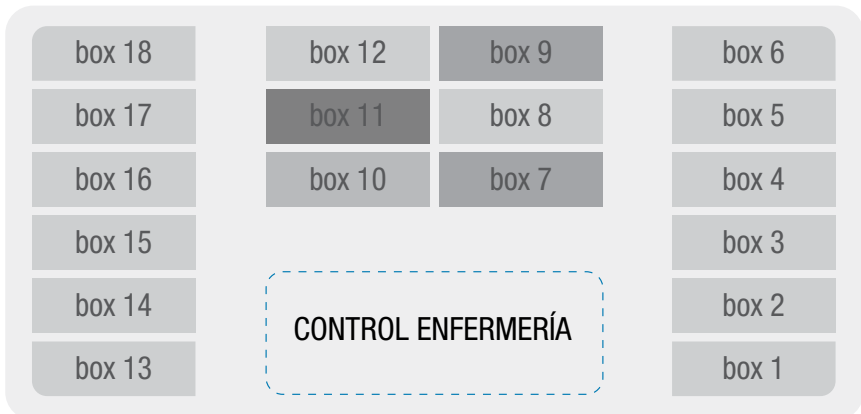 box 18 box 12 box 9 box 6
box 17 box 11 box 8 box 5
box 16 box 10 box 7 box 4
box 15 box 3
box 14 box 2
CONTROL ENFERMERÍA
box 13 box 1